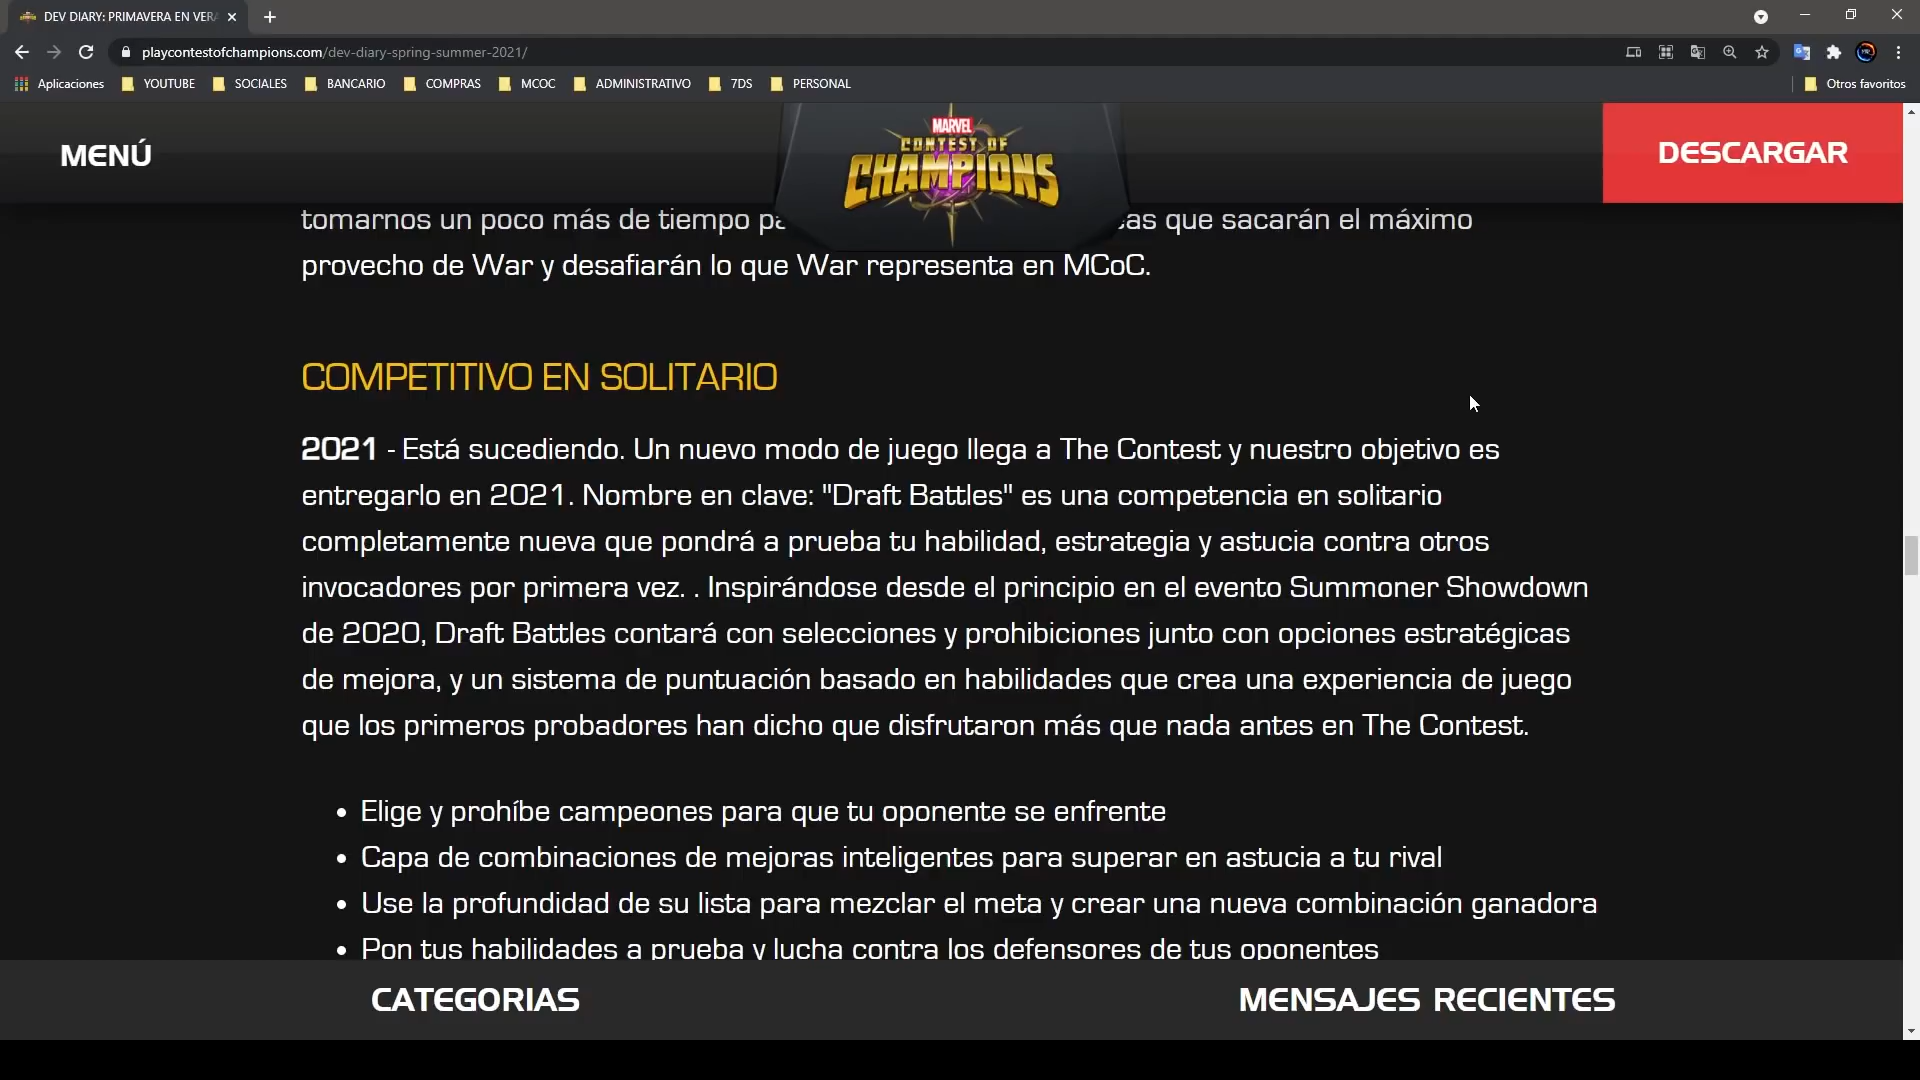 DEV DIARY: PRIMAVERA EN VERA
playcontestofchampions.com/dev-diary-spring-summer-2021/
Aplicaciones YOUTUBE SOCIALES BANCARIO COMPRAS MCOC ADMINISTRATIVO 7DS PERSONAL Otros favoritos
MENÚ
MARVEL
CONTEST OF
CHAMPIONS
DESCARGAR
tomarnos un poco más de tiempo que sacarán el máximo
provecho de War y desafiarán lo que War representa en MCoC.
COMPETITIVO EN SOLITARIO
2021 - Está sucediendo. Un nuevo modo de juego llega a The Contest y nuestro objetivo es
entregarlo en 2021. Nombre en clave: "Draft Battles" es una competencia en solitario
completamente nueva que pondrá a prueba tu habilidad, estrategia y astucia contra otros
invocadores por primera vez. . Inspirándose desde el principio en el evento Summoner Showdown
de 2020, Draft Battles contará con selecciones y prohibiciones junto con opciones estratégicas
de mejora, y un sistema de puntuación basado en habilidades que crea una experiencia de juego
que los primeros probadores han dicho que disfrutaron más que nada antes en The Contest.
• Elige y prohíbe campeones para que tu oponente se enfrente
• Capa de combinaciones de mejoras inteligentes para superar en astucia a tu rival
• Use la profundidad de su lista para mezclar el meta y crear una nueva combinación ganadora
• Pon tus habilidades a prueba y lucha contra los defensores de tus oponentes
CATEGORIAS
MENSAJES RECIENTES